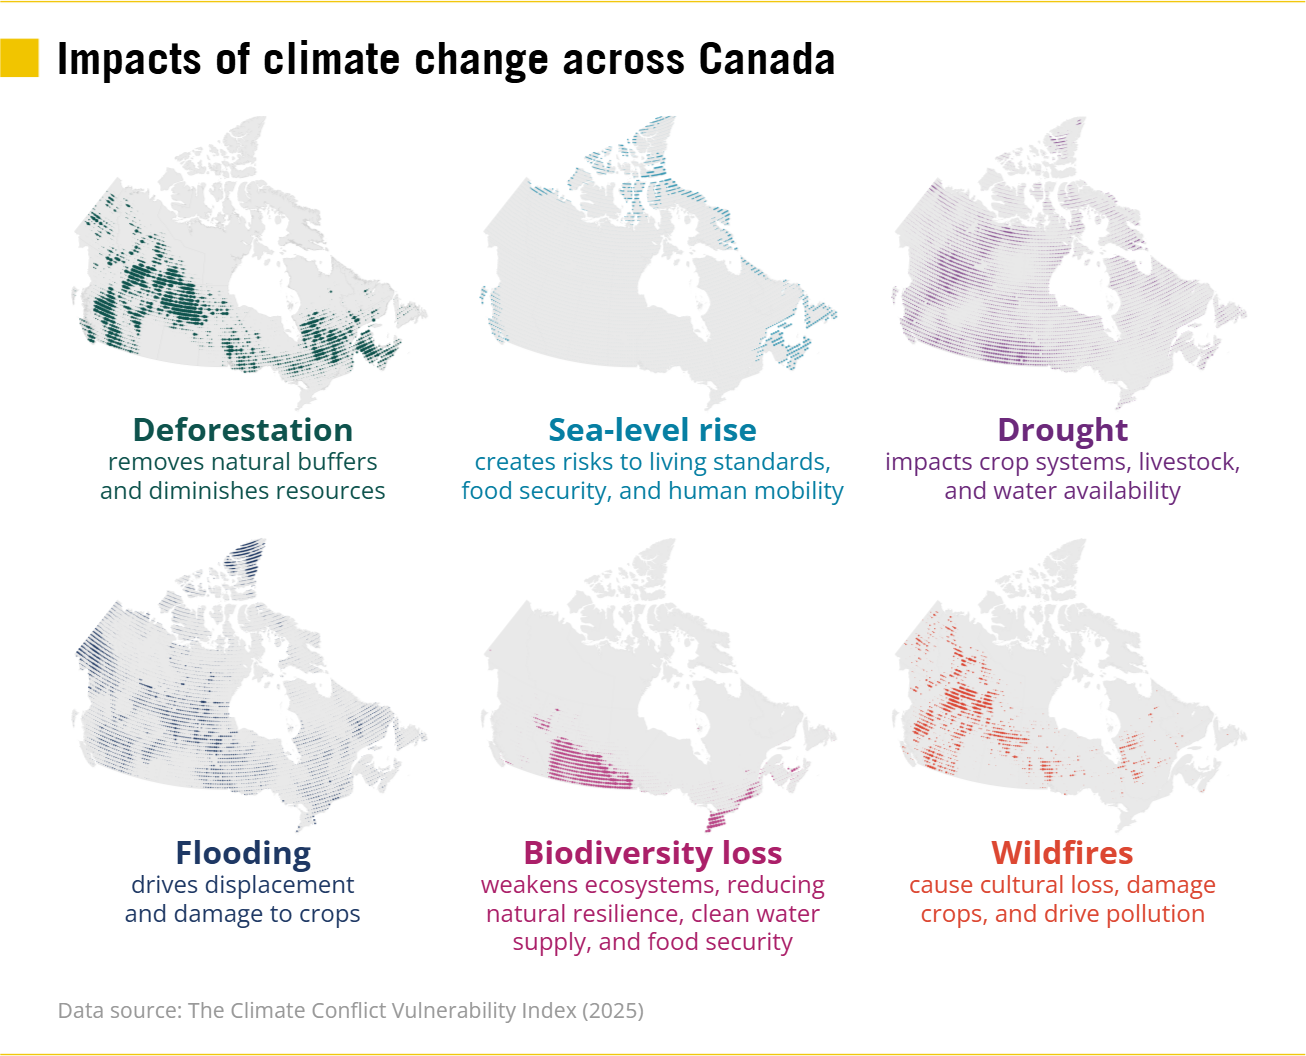 Impacts of climate change across Canada
Deforestation
removes natural buffers
and diminishes resources
Sea-level rise
creates risks to living standards,
food security, and human mobility
Drought
impacts crop systems, livestock,
and water availability
Flooding
drives displacement
and damage to crops
Biodiversity loss
weakens ecosystems, reducing
natural resilience, clean water
supply, and food security
Wildfires
cause cultural loss, damage
crops, and drive pollution
Data source: The Climate Conflict Vulnerability Index (2025)